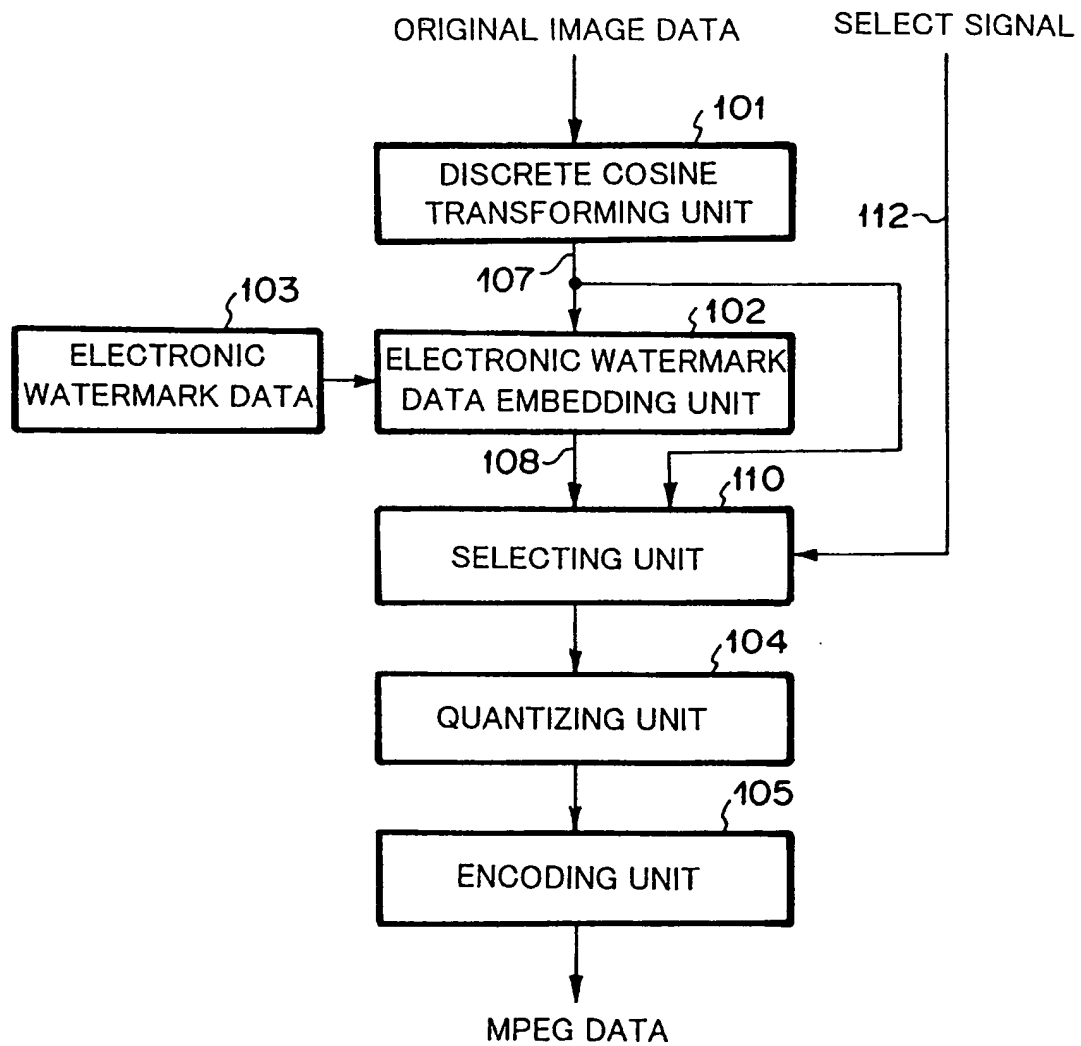 ORIGINAL IMAGE DATA
SELECT SIGNAL
101
DISCRETE COSINE
TRANSFORMING UNIT
112
107
103
102
ELECTRONIC
WATERMARK DATA
ELECTRONIC WATERMARK
DATA EMBEDDING UNIT
108
110
SELECTING UNIT
104
QUANTIZING UNIT
105
ENCODING UNIT
MPEG DATA